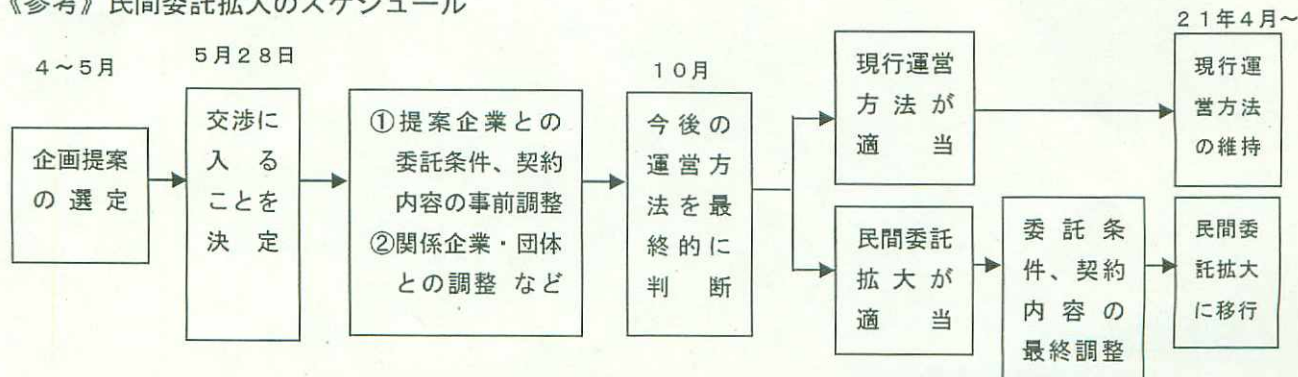 《参考》民間委託拡大のスケジュール
４～５月
企画提案
の選定
５月２８日
交渉に
入る
ことを
決定
①提案企業との
委託条件、契約
内容の事前調整
②関係企業・団体
との調整 など
１０月
今後の
運営方
法を最
終的に
判断
現行運営
方法が
適当
２１年４月～
現行運
営方法
の維持
民間委託
拡大が
適当
委託条
件、契約
内容の
最終調整
民間委
託拡大
に移行